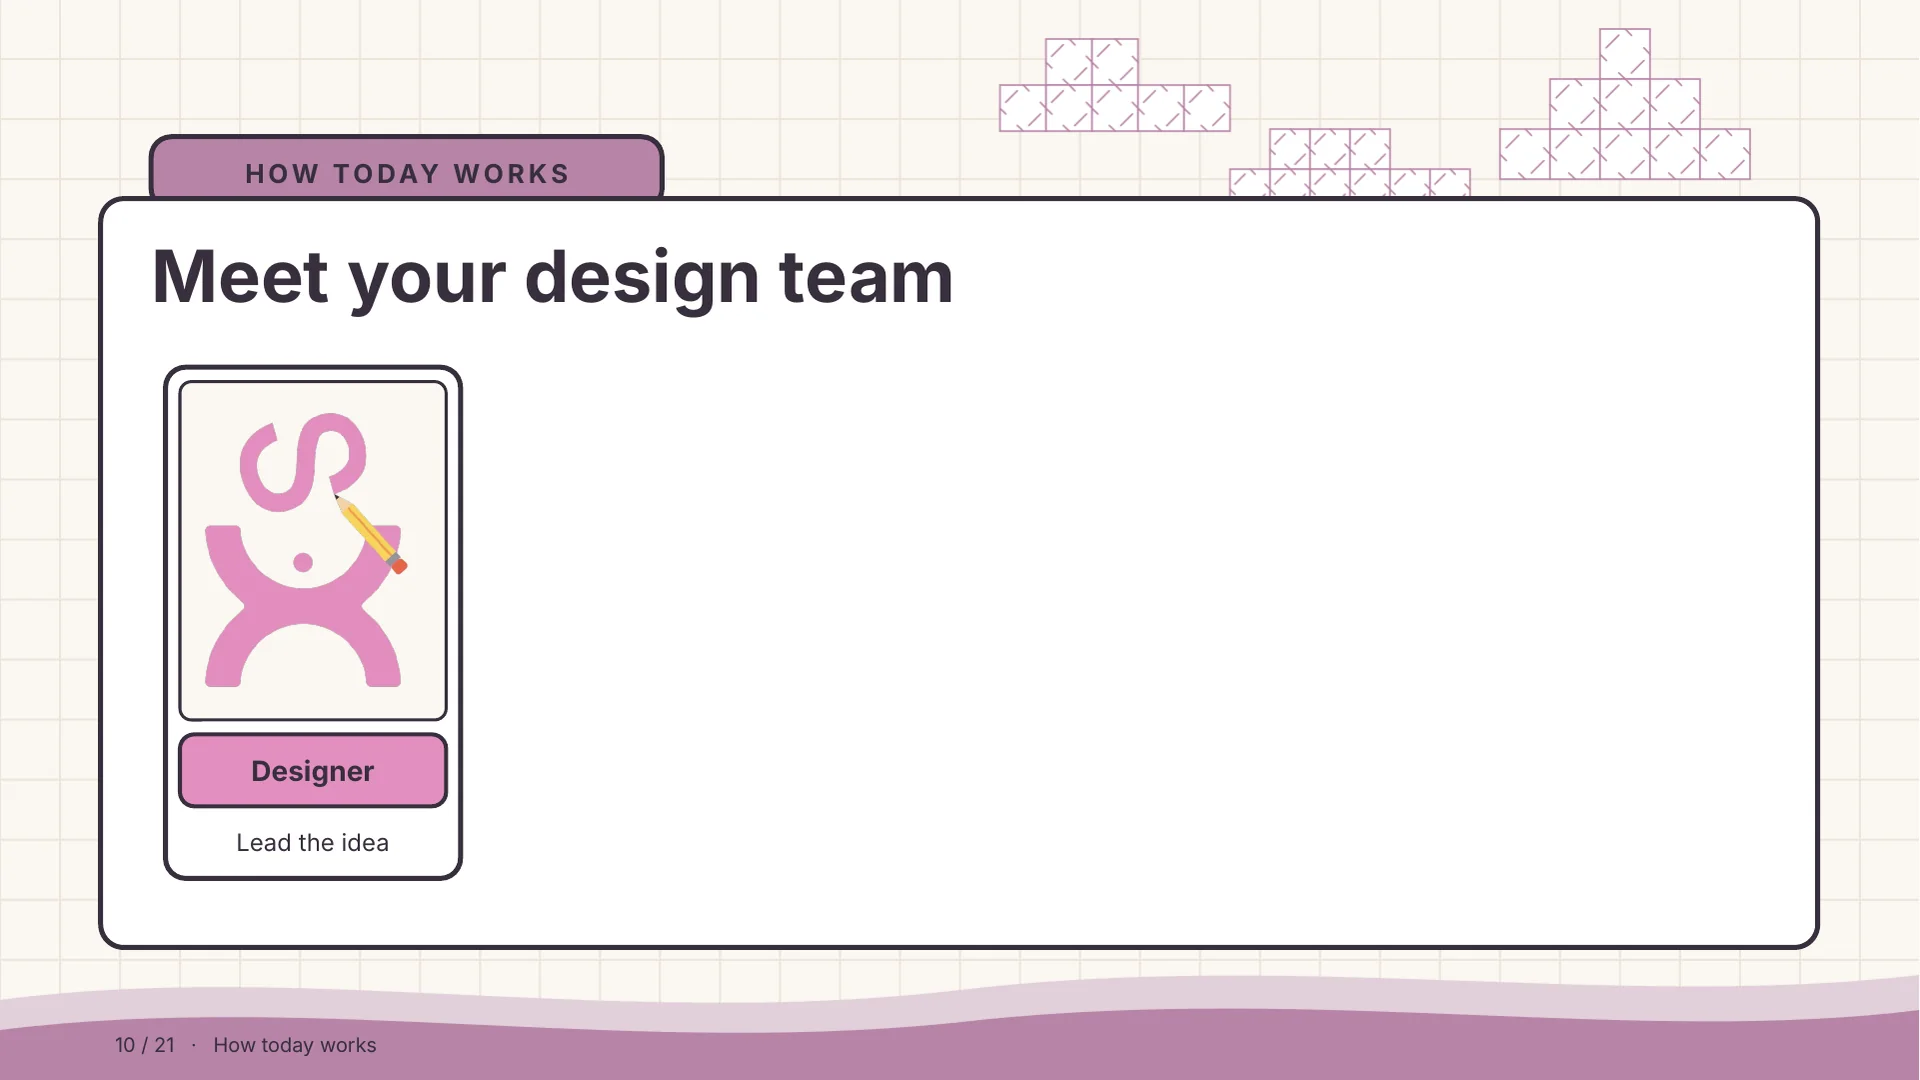 HOW TODAY WORKS
Meet your design team
Designer
Lead the idea
10 / 21 · How today works